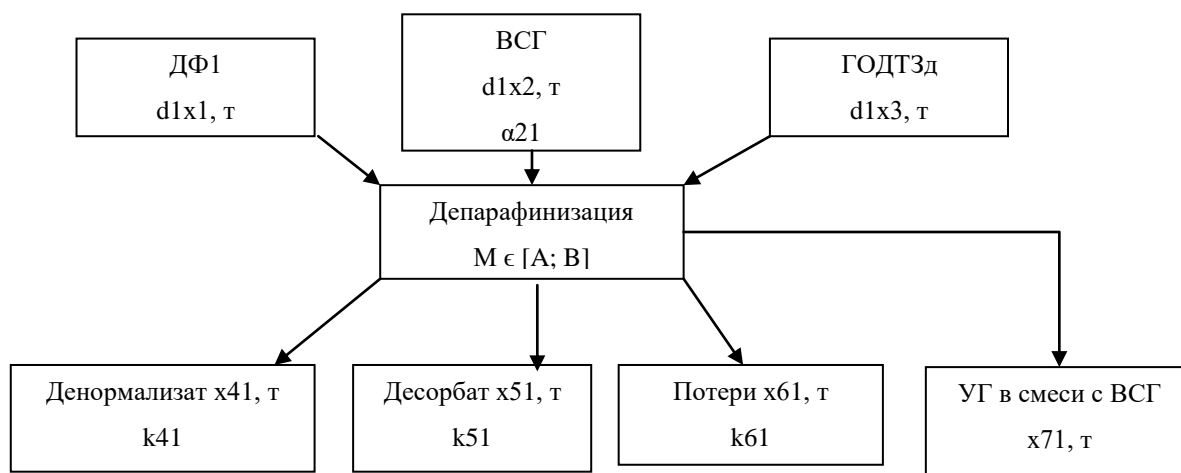 ДФ1
d1x1, т
ВСГ
d1x2, т
α21
ГОДТЗд
d1x3, т
Депарафинизация
М є [А; В]
Денормализат x41, т
k41
Десорбат x51, т
k51
Потери x61, т
k61
УГ в смеси с ВСГ
x71, т